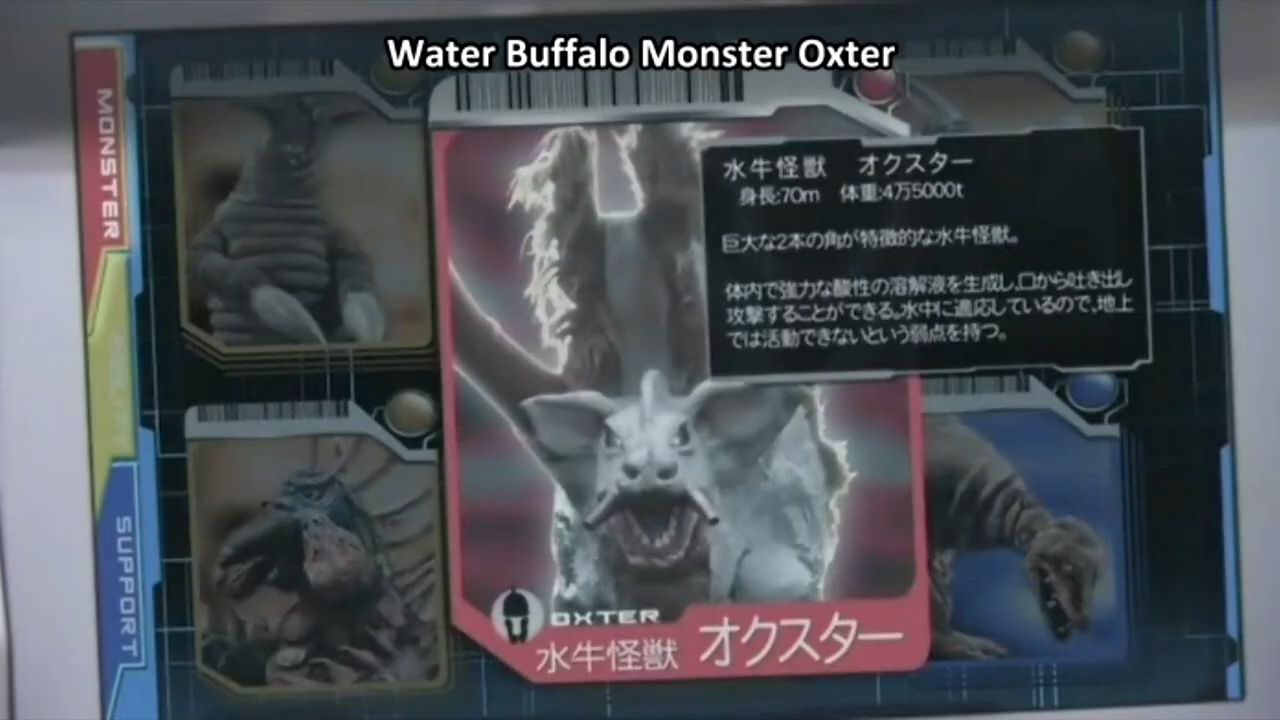 Water Buffalo Monster Oxter
MONSTER
水牛怪獣 オクスター
身長:70m 体重:4万5000t
巨大な2本の角が特徴的な水牛怪獣。
体内で強力な酸性の溶解液を生成し、口から吐き出し
攻撃することができる。水中に適応しているので、地上
では活動できないという弱点を持つ。
SUPPORT
OXTER
水牛怪獣 オクスター